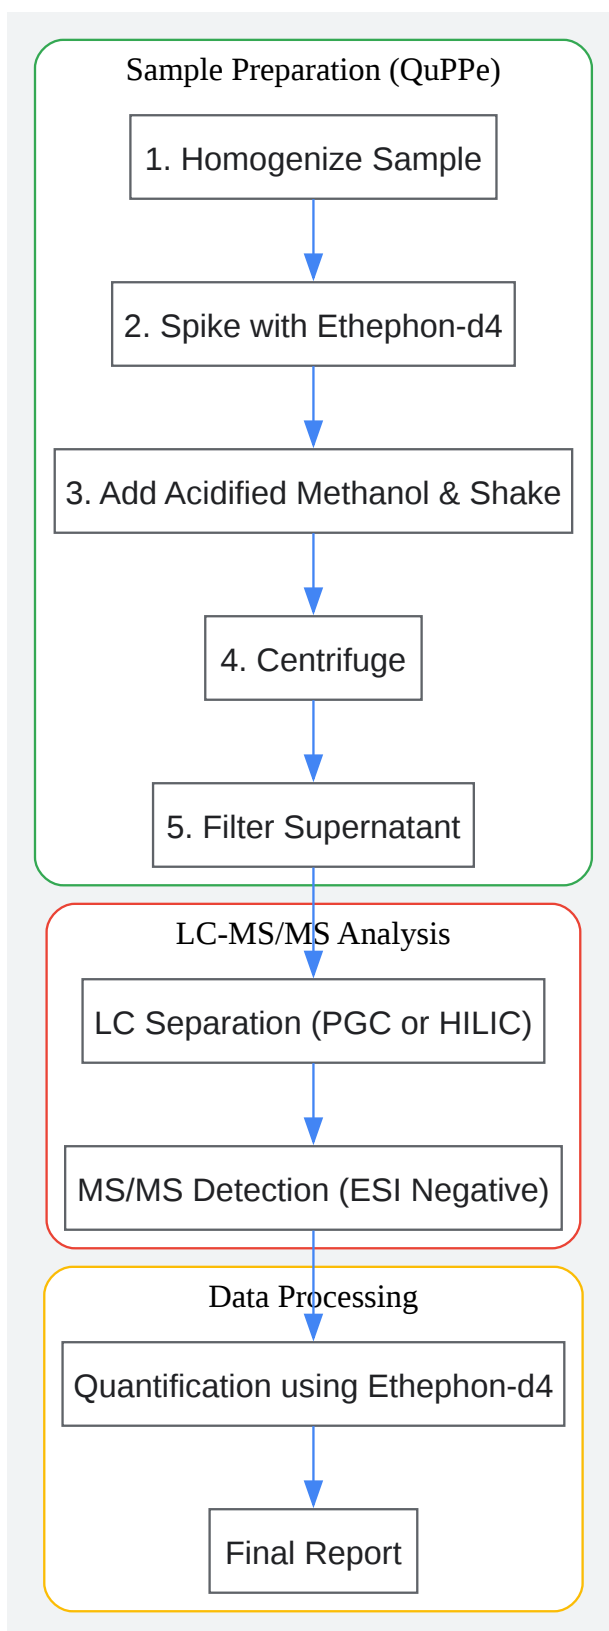 Sample Preparation (QuPPe)
1. Homogenize Sample
2. Spike with Ethephon-d4
3. Add Acidified Methanol & Shake
4. Centrifuge
5. Filter Supernatant
LC-MS/MS Analysis
LC Separation (PGC or HILIC)
MS/MS Detection (ESI Negative)
Data Processing
Quantification using Ethephon-d4
Final Report